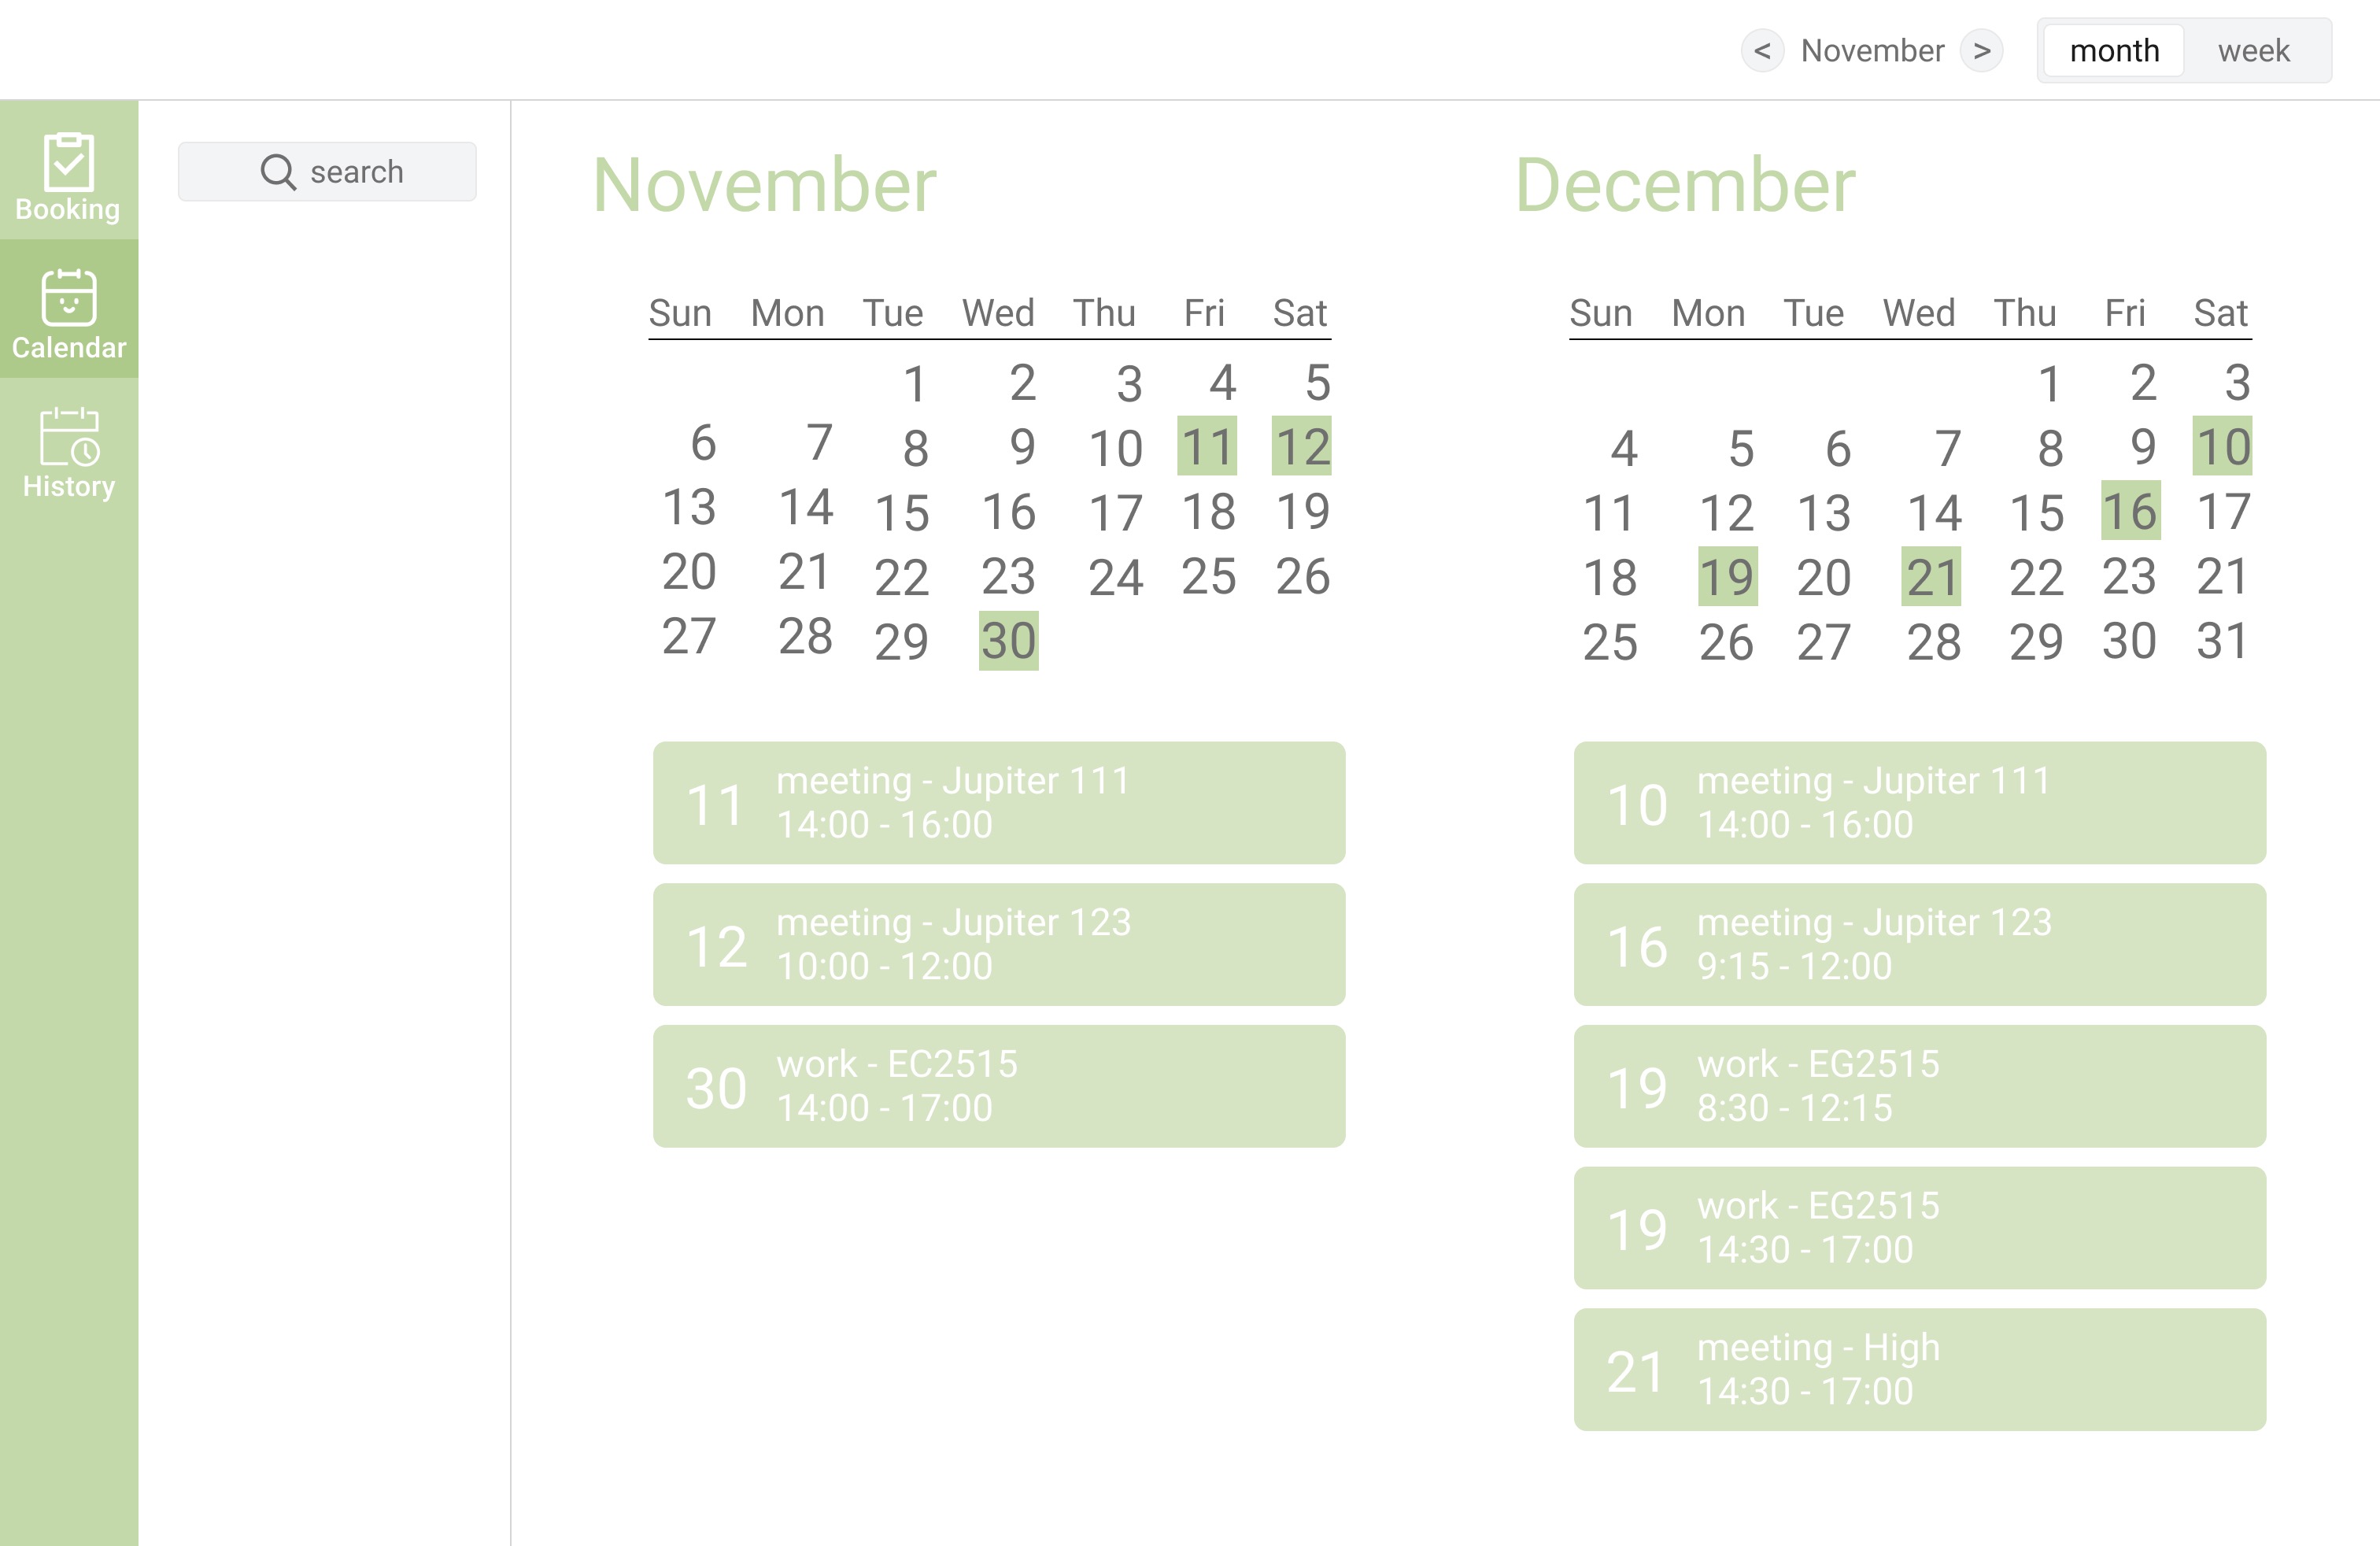 < November > month week
Booking
Calendar
History
search
November
Sun Mon Tue Wed Thu Fri Sat
1 2 3 4 5
6 7 8 9 10 11 12
13 14 15 16 17 18 19
20 21 22 23 24 25 26
27 28 29 30
11 meeting - Jupiter 111
14:00 - 16:00
12 meeting - Jupiter 123
10:00 - 12:00
30 work - EC2515
14:00 - 17:00
December
Sun Mon Tue Wed Thu Fri Sat
1 2 3
4 5 6 7 8 9 10
11 12 13 14 15 16 17
18 19 20 21 22 23 21
25 26 27 28 29 30 31
10 meeting - Jupiter 111
14:00 - 16:00
16 meeting - Jupiter 123
9:15 - 12:00
19 work - EG2515
8:30 - 12:15
19 work - EG2515
14:30 - 17:00
21 meeting - High
14:30 - 17:00